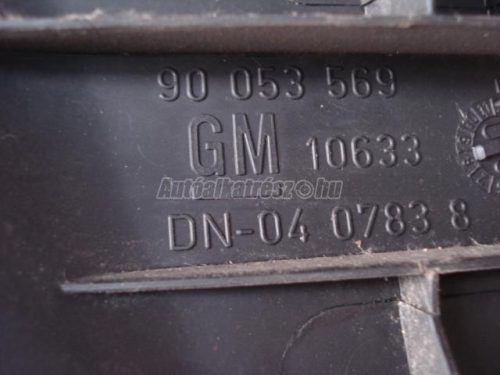 90 053 569
GM 10633
Autóalkatrész.hu
DN-04 0783 8